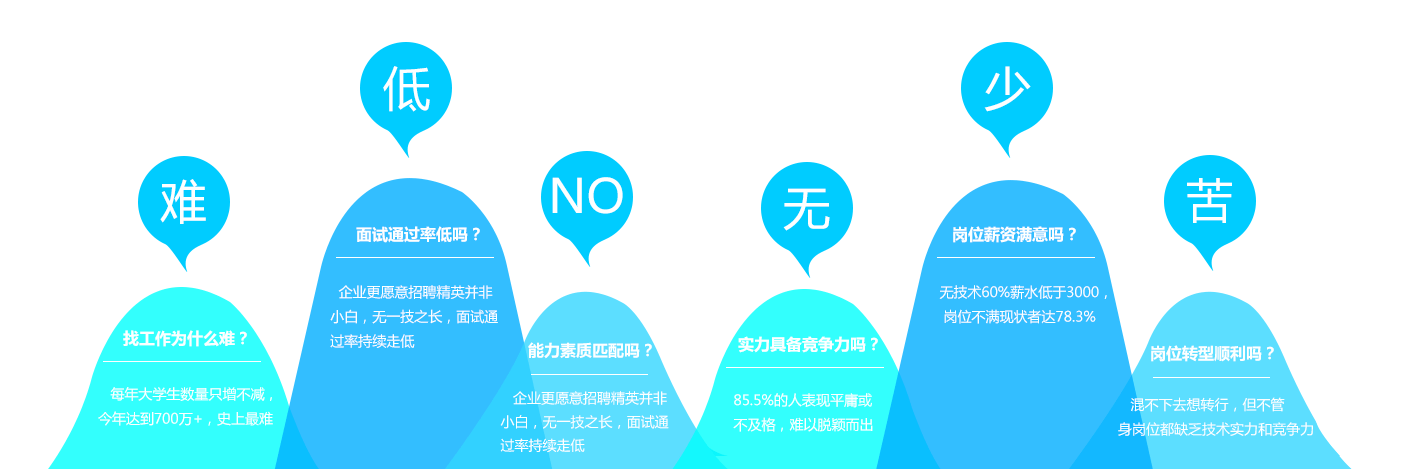 难
找工作为什么难？
每年大学生数量只增不减，
今年达到700万+，史上最难
低
面试通过率低吗？
企业更愿意招聘精英并非
小白，无一技之长，面试通
过率持续走低
NO
能力素质匹配吗？
企业更愿意招聘精英并非
小白，无一技之长，面试通
过率持续走低
无
实力具备竞争力吗？
85.5%的人表现平庸或
不及格，难以脱颖而出
少
岗位薪资满意吗？
无技术60%薪水低于3000，
岗位不满现状者达78.3%
苦
岗位转型顺利吗？
混不下去想转行，但不管
身岗位都缺乏技术实力和竞争力